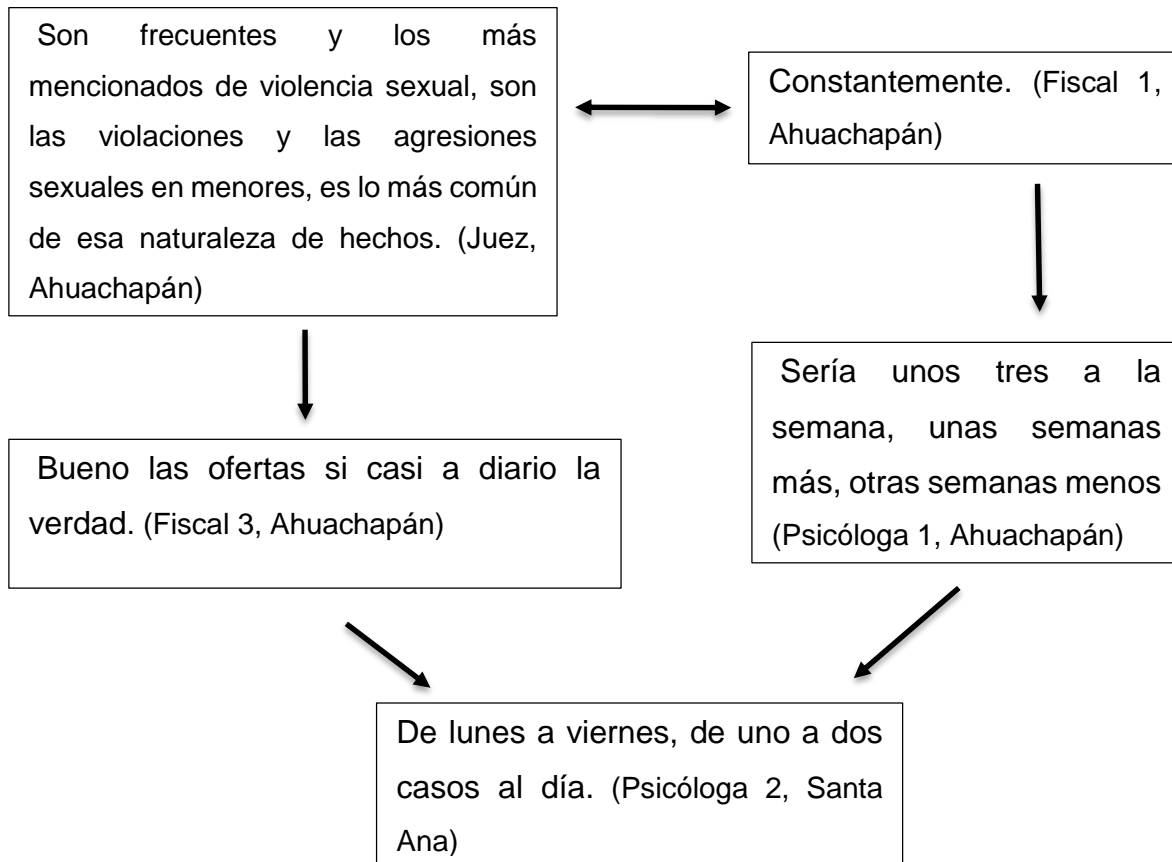 Son frecuentes y los más
mencionados de violencia sexual, son
las violaciones y las agresiones
sexuales en menores, es lo más común
de esa naturaleza de hechos. (Juez,
Ahuachapán)
Constantemente. (Fiscal 1,
Ahuachapán)
Bueno las ofertas si casi a diario la
verdad. (Fiscal 3, Ahuachapán)
Sería unos tres a la
semana, unas semanas
más, otras semanas menos
(Psicóloga 1, Ahuachapán)
De lunes a viernes, de uno a dos
casos al día. (Psicóloga 2, Santa
Ana)